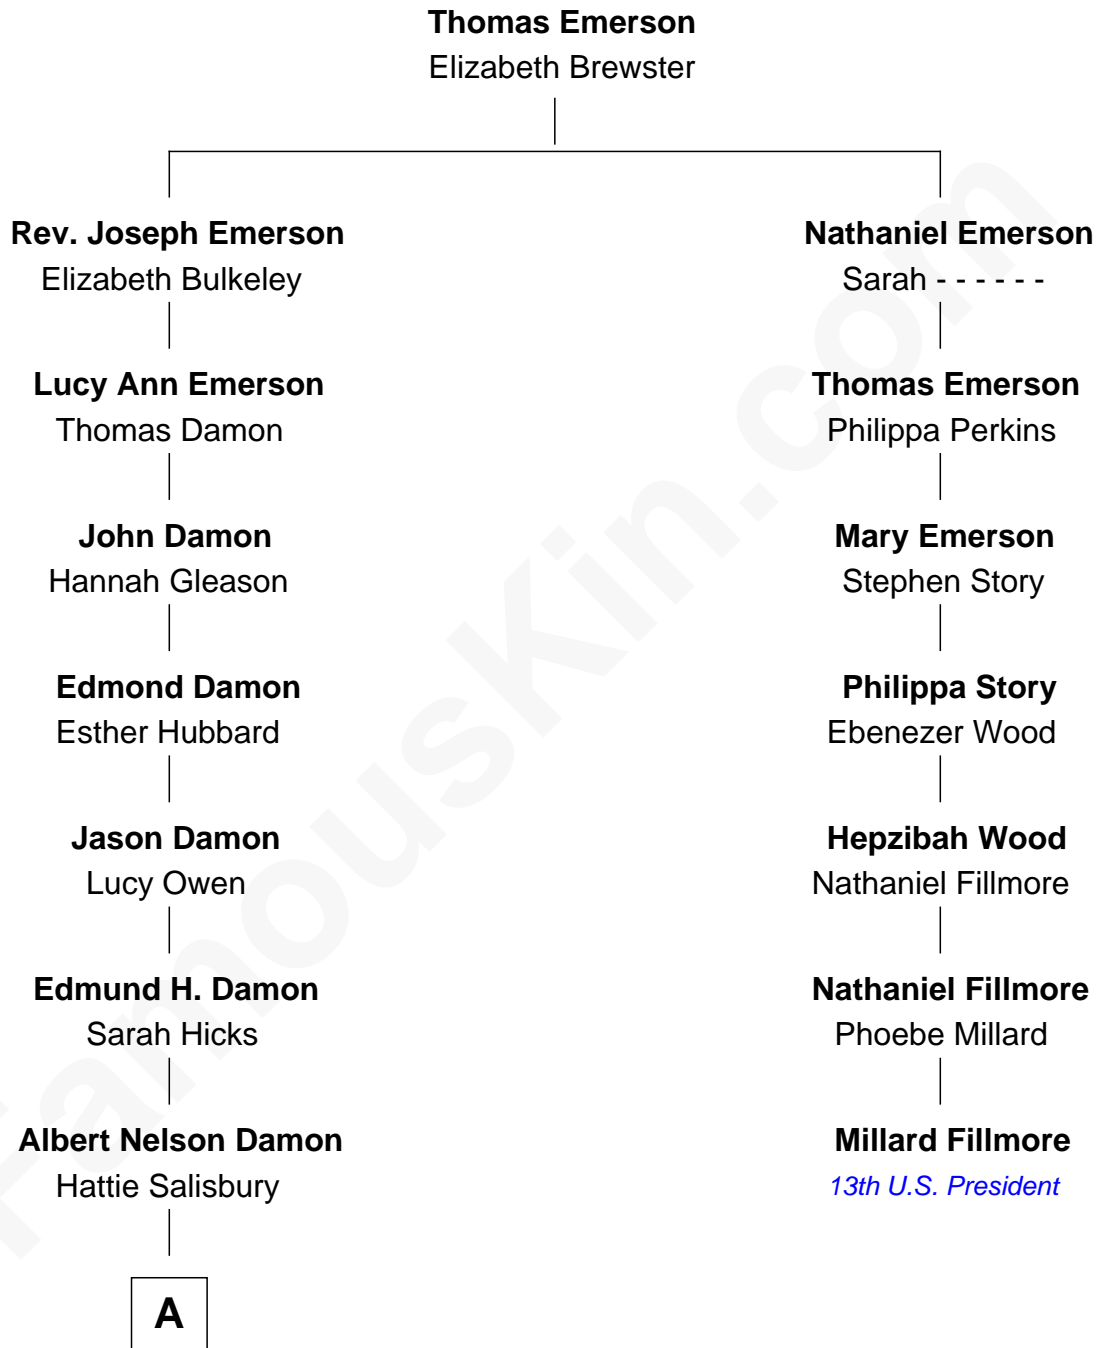 Thomas Emerson
Elizabeth Brewster
Rev. Joseph Emerson
Elizabeth Bulkeley
Lucy Ann Emerson
Thomas Damon
John Damon
Hannah Gleason
Edmond Damon
Esther Hubbard
Jason Damon
Lucy Owen
Edmund H. Damon
Sarah Hicks
Albert Nelson Damon
Hattie Salisbury
A
Nathaniel Emerson
Sarah - - - - - -
Thomas Emerson
Philippa Perkins
Mary Emerson
Stephen Story
Philippa Story
Ebenezer Wood
Hepzibah Wood
Nathaniel Fillmore
Nathaniel Fillmore
Phoebe Millard
Millard Fillmore
13th U.S. President
FamousKin.com